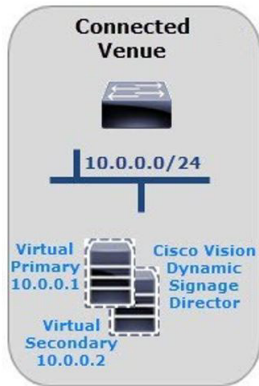 Connected
Venue
10.0.0.0/24
Virtual
Primary
10.0.0.1
Cisco Vision
Dynamic
Signage
Director
Virtual
Secondary
10.0.0.2